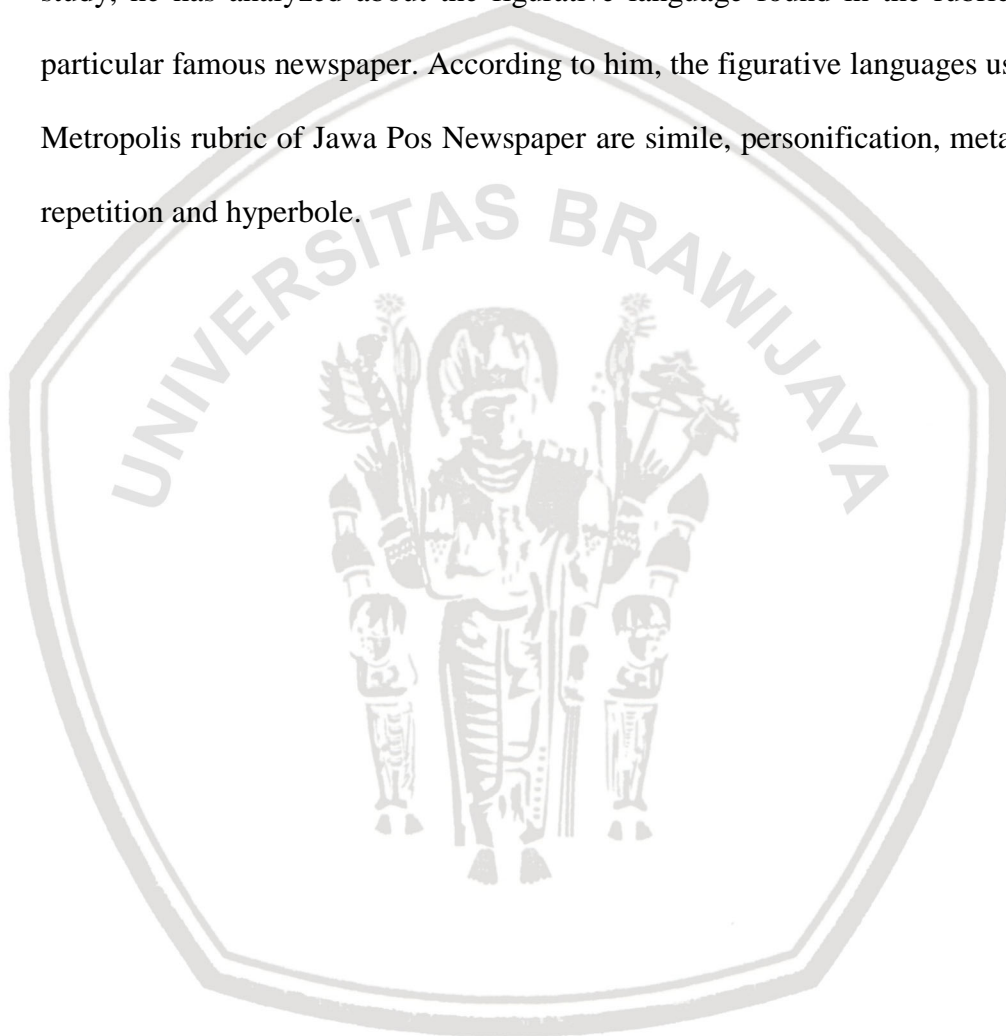 study, he has analyzed about the figurative language found in the rubric
particular famous newspaper. According to him, the figurative languages
Metropolis rubric of Jawa Pos Newspaper are simile, personification,
repetition and hyperbole.
UNIVERSITAS BRAWIJAYA